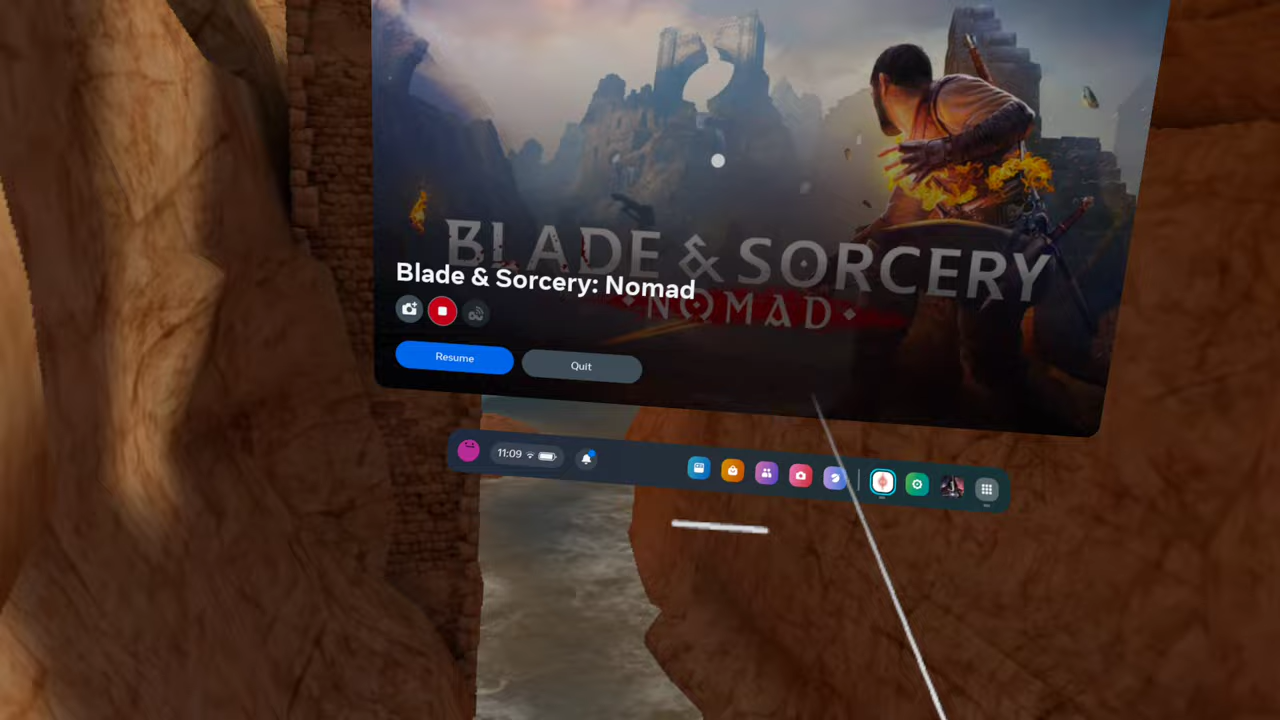 BLADE & SORCERY
NOMAD
Blade & Sorcery: Nomad
Resume
Quit
11:09